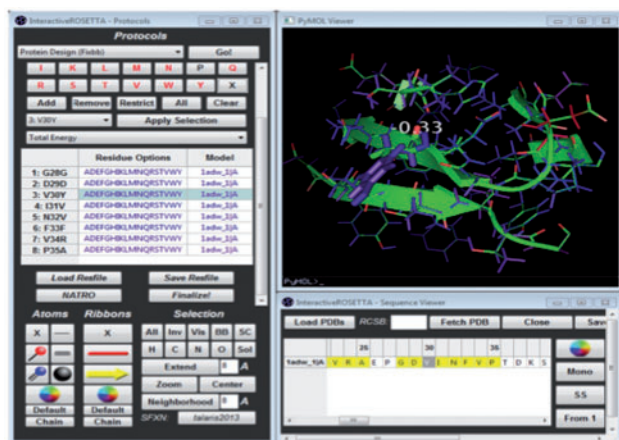 InteractiveROSETTA - Protocols
Protocols
Protein Design (Fixbb)
Go!
I K L M N P Q
R S T V W Y X
Add Remove Restrict All Clear
3: V30Y
Apply Selection
Total Energy
Residue Options Model
1: G28G ADEFGHIKLMNQRSTVWY 1adw_1|A
2: D29D ADEFGHIKLMNQRSTVWY 1adw_1|A
3: V30Y ADEFGHIKLMNQRSTVWY 1adw_1|A
4: I31V ADEFGHIKLMNQRSTVWY 1adw_1|A
5: N32V ADEFGHIKLMNQRSTVWY 1adw_1|A
6: F33F ADEFGHIKLMNQRSTVWY 1adw_1|A
7: V34R ADEFGHIKLMNQRSTVWY 1adw_1|A
8: P35A ADEFGHIKLMNQRSTVWY 1adw_1|A
Load Resfile Save Resfile
NATRO Finalize!
Atoms Ribbons Selection
X X All Inv Vis BB SC
H C N O Sol
Extend 8 A
Zoom Center
Neighborhood 8 A
Default Default
Chain Chain
SFXN: talaris2013
PyMOL Viewer
-0.33
PyMOL>_
InteractiveROSETTA - Sequence Viewer
Load PDBs RCSB: Fetch PDB Close Save
26 30 36
1adw_1|A V R A E P G D V I N F V P T D K S
Mono
SS
From 1